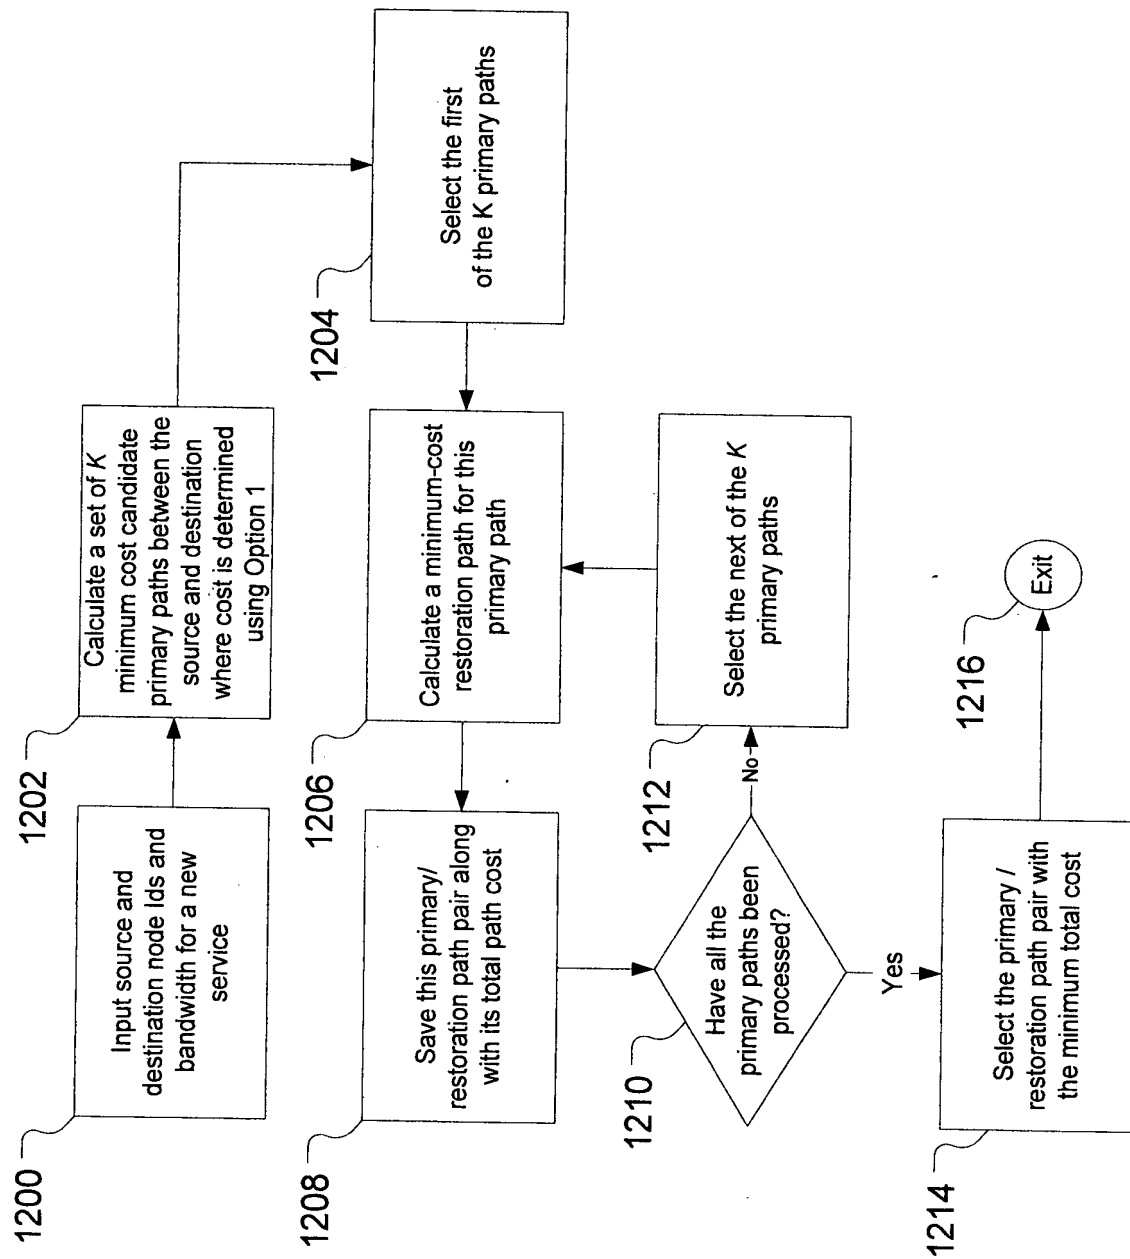 1200
Input source and
destination node Ids and
bandwidth for a new
service
1202
Calculate a set of K
minimum cost candidate
primary paths between the
source and destination
where cost is determined
using Option 1
1204
Select the first
of the K primary paths
1206
Calculate a minimum-cost
restoration path for this
primary path
1208
Save this primary/
restoration path pair along
with its total path cost
1210
Have all the
primary paths been
processed?
No
1212
Select the next of the K
primary paths
Yes
1214
Select the primary /
restoration path pair with
the minimum total cost
1216
Exit